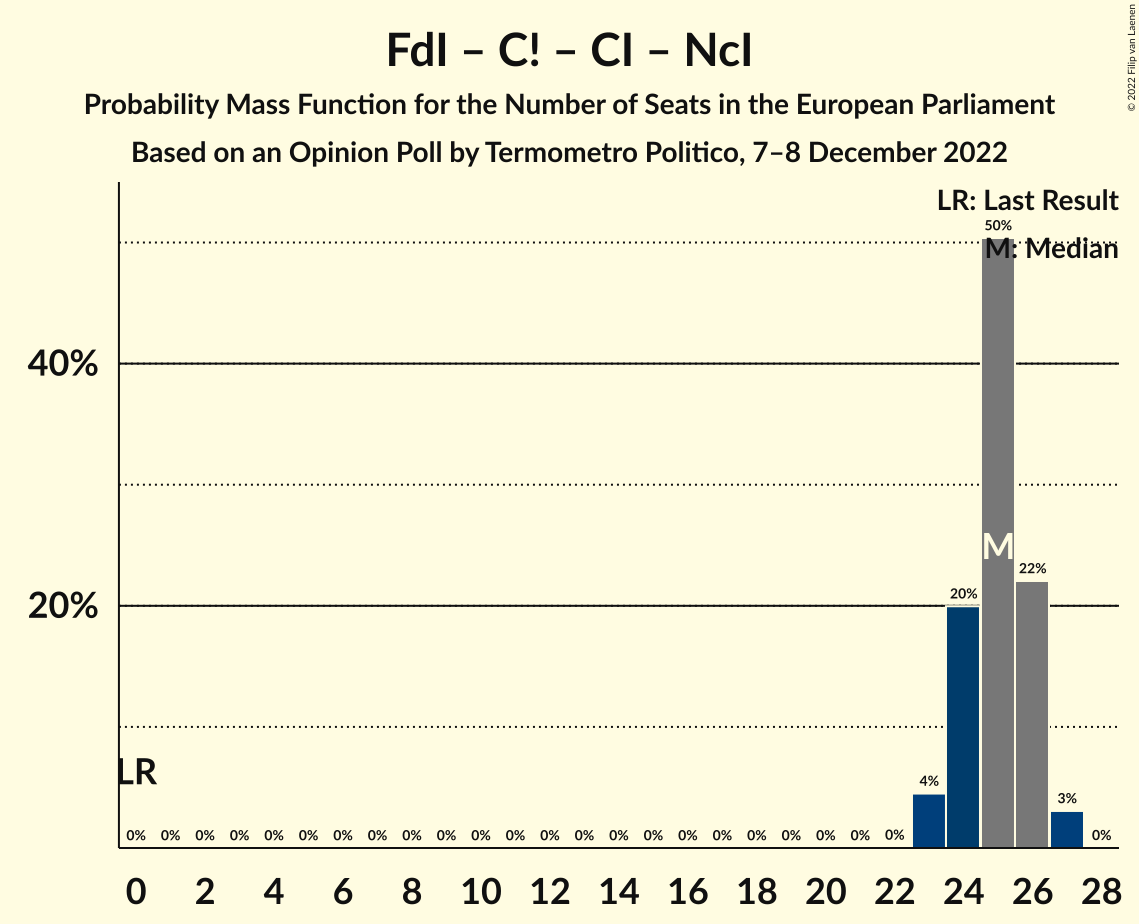 FdI – C! – CI – NcI
Probability Mass Function for the Number of Seats in the European Parliament
Based on an Opinion Poll by Termometro Politico, 7–8 December 2022
© 2022 Filip van Laenen
LR: Last Result
M: Median
40%
20%
LR
M
0% 0% 0% 0% 0% 0% 0% 0% 0% 0% 0% 0% 0% 0% 0% 0% 0% 0% 0% 0% 0% 0% 0% 4% 20% 50% 22% 3% 0%
0 2 4 6 8 10 12 14 16 18 20 22 24 26 28